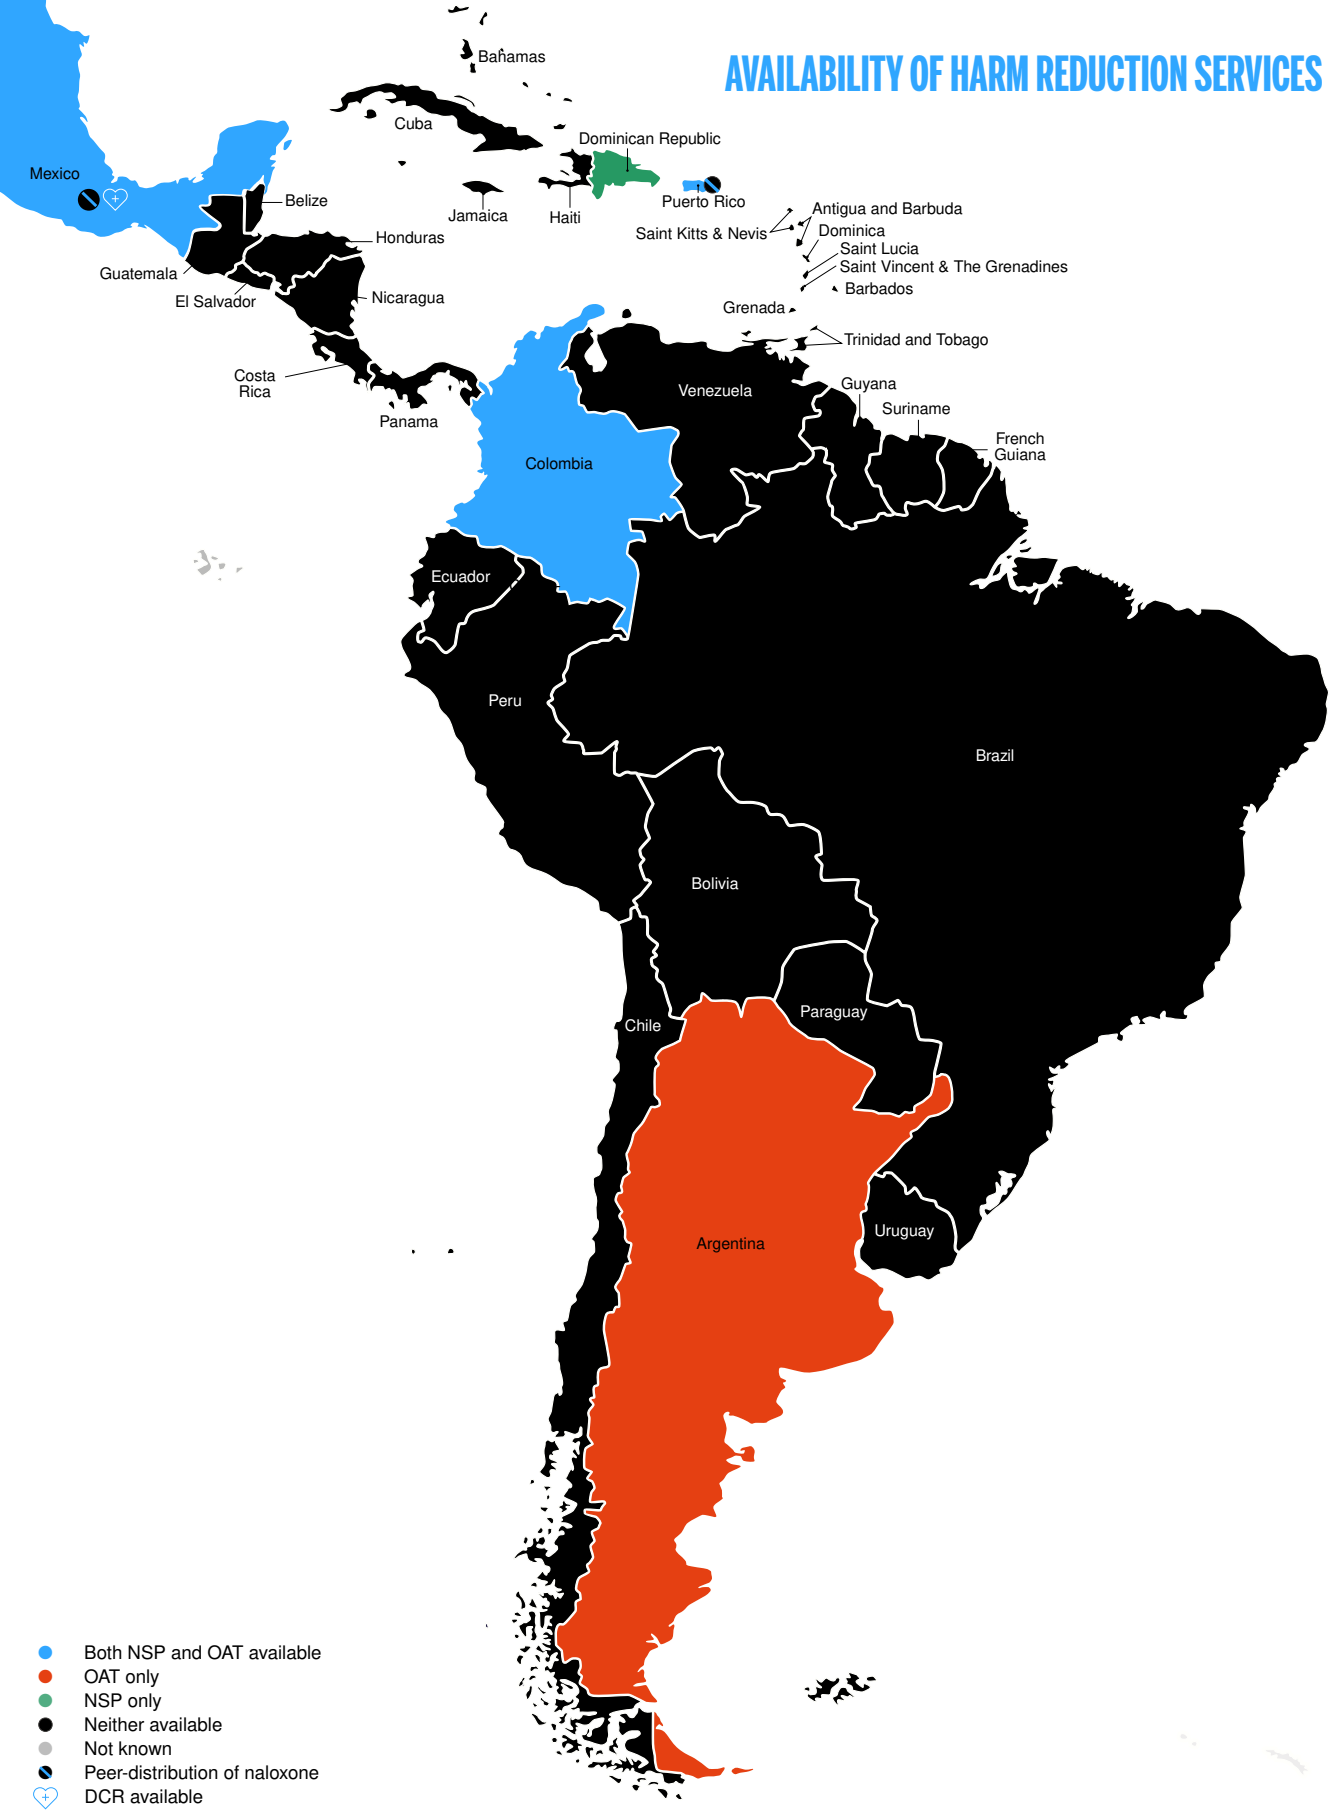 AVAILABILITY OF HARM REDUCTION SERVICES
Bahamas
Cuba
Dominican Republic
Mexico
Belize
Jamaica
Haiti
Puerto Rico
Antigua and Barbuda
Saint Kitts & Nevis
Dominica
Honduras
Saint Lucia
Guatemala
Saint Vincent & The Grenadines
El Salvador
Nicaragua
Barbados
Grenada
Trinidad and Tobago
Costa
Rica
Panama
Venezuela
Guyana
Suriname
French
Guiana
Colombia
Ecuador
Peru
Brazil
Bolivia
Paraguay
Chile
Uruguay
Argentina
Both NSP and OAT available
OAT only
NSP only
Neither available
Not known
Peer-distribution of naloxone
DCR available